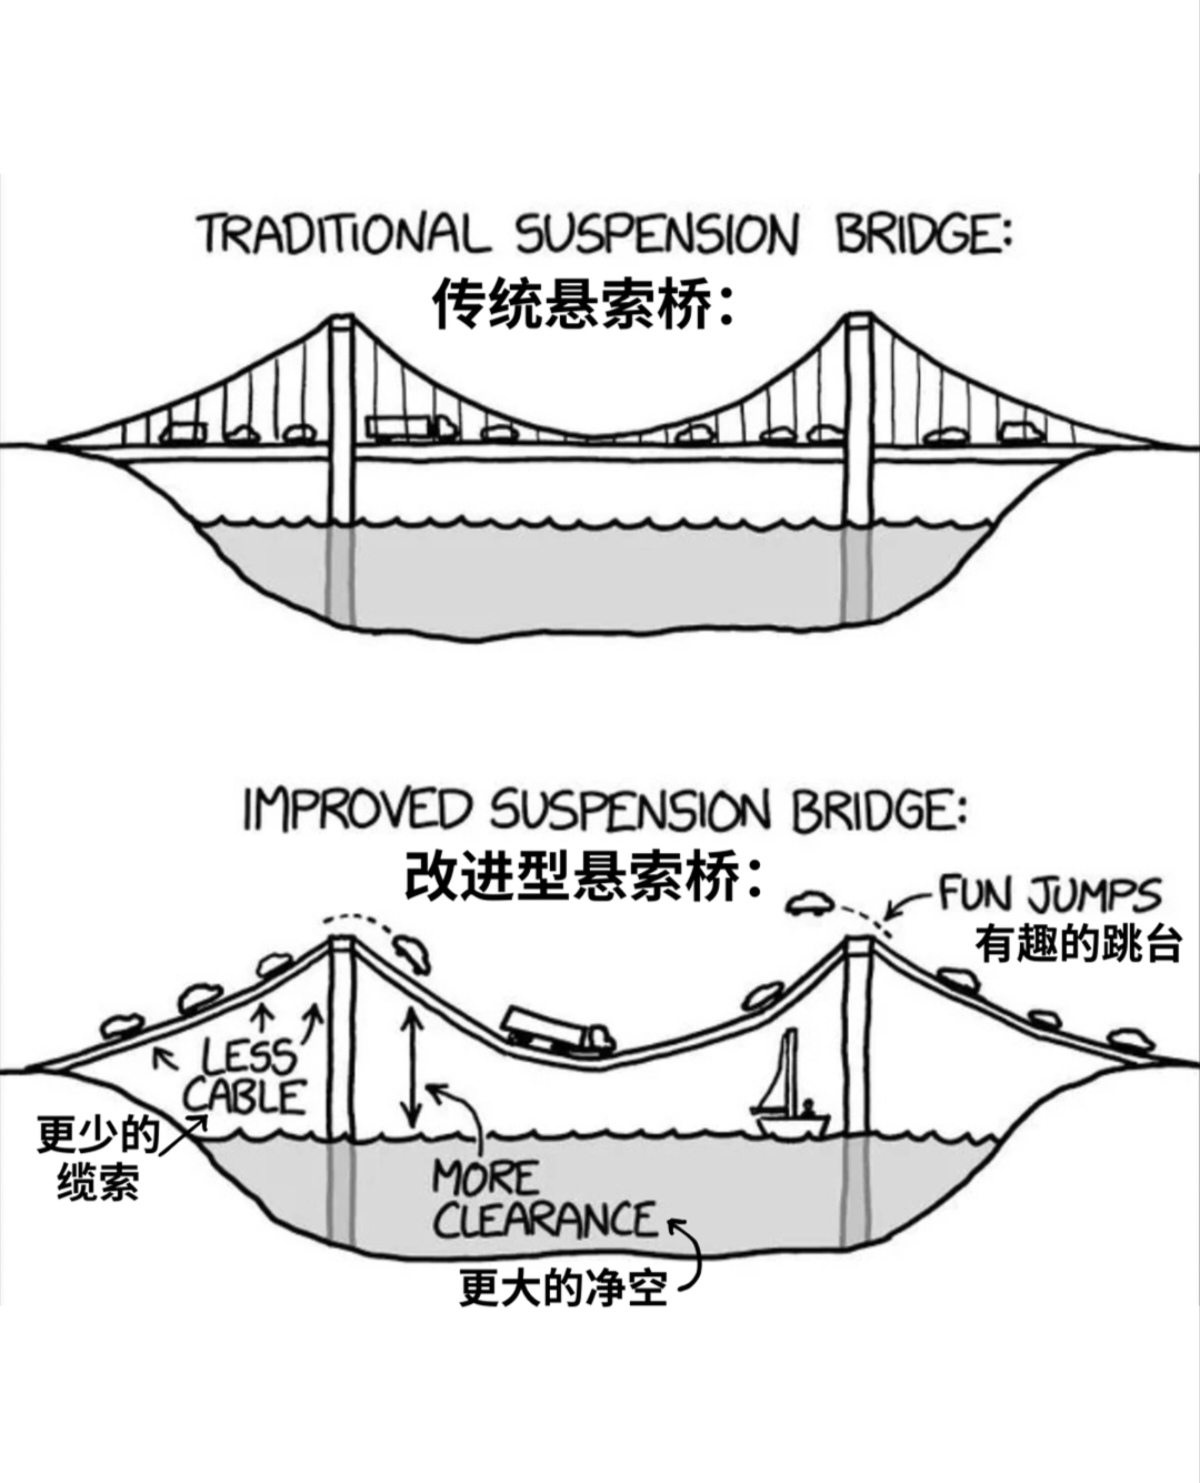 TRADITIONAL SUSPENSION BRIDGE:
传统悬索桥：
IMPROVED SUSPENSION BRIDGE:
改进型悬索桥：
FUN JUMPS
有趣的跳台
LESS
CABLE
更少的
缆索
MORE
CLEARANCE
更大的净空